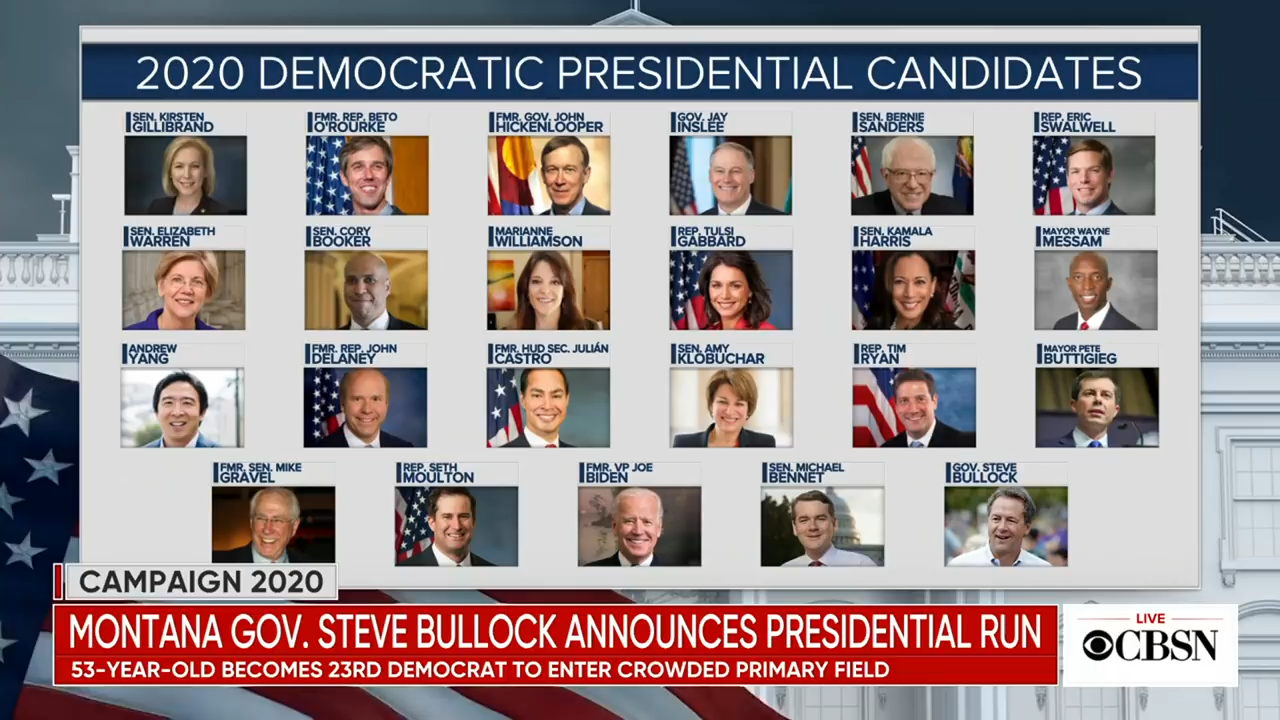 2020 DEMOCRATIC PRESIDENTIAL CANDIDATES
SEN. KIRSTEN
GILLIBRAND
FMR. REP. BETO
O'ROURKE
FMR. GOV. JOHN
HICKENLOOPER
GOV. JAY
INSLEE
SEN. BERNIE
SANDERS
REP. ERIC
SWALWELL
SEN. ELIZABETH
WARREN
SEN. CORY
BOOKER
MARIANNE
WILLIAMSON
REP. TULSI
GABBARD
SEN. KAMALA
HARRIS
MAYOR WAYNE
MESSAM
ANDREW
YANG
FMR. REP. JOHN
DELANEY
FMR. HUD SEC. JULIÁN
CASTRO
SEN. AMY
KLOBUCHAR
REP. TIM
RYAN
MAYOR PETE
BUTTIGIEG
FMR. SEN. MIKE
GRAVEL
REP. SETH
MOULTON
FMR. VP JOE
BIDEN
SEN. MICHAEL
BENNET
GOV. STEVE
BULLOCK
CAMPAIGN 2020
MONTANA GOV. STEVE BULLOCK ANNOUNCES PRESIDENTIAL RUN
53-YEAR-OLD BECOMES 23RD DEMOCRAT TO ENTER CROWDED PRIMARY FIELD
LIVE
CBSN